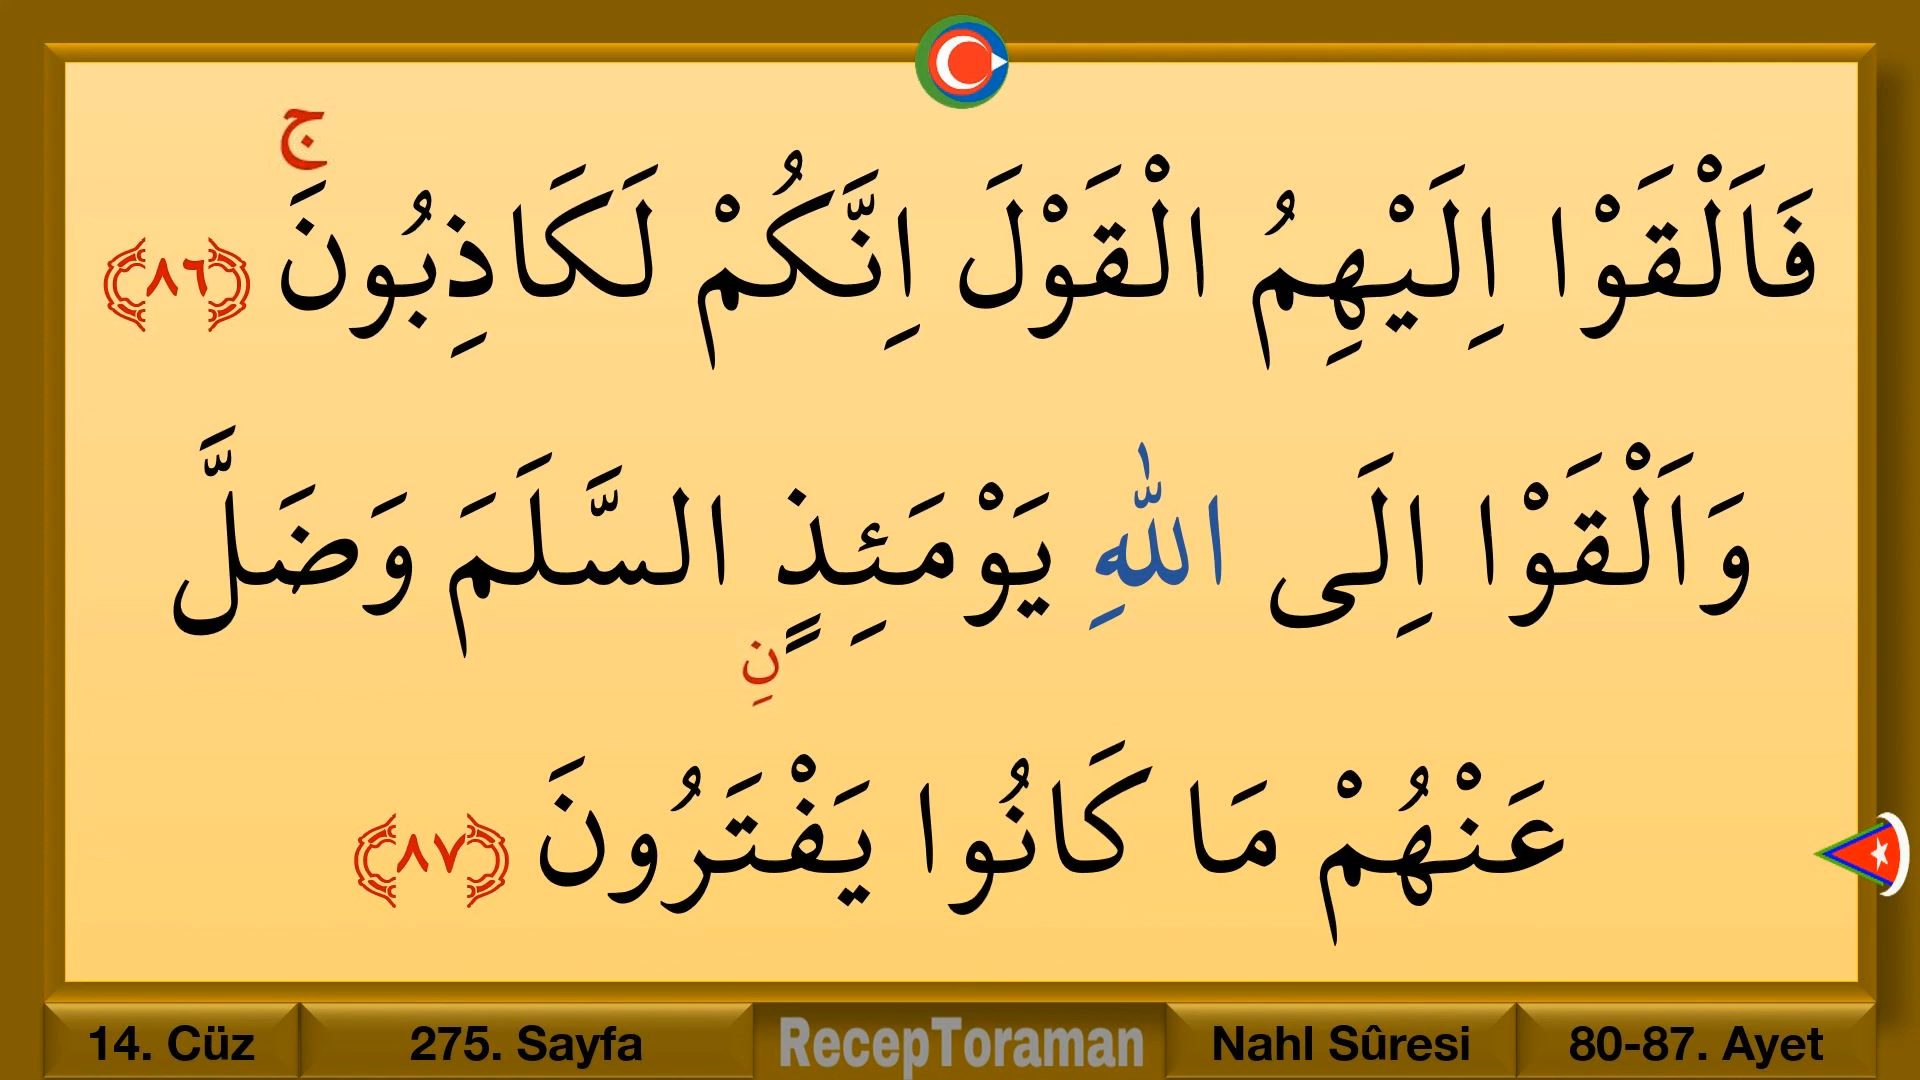 ج
فَاَلْقَوْا اِلَيْهِمُ الْقَوْلَ اِنَّكُمْ لَكَاذِبُونَ ﴿٨٦﴾
وَاَلْقَوْا اِلَى اللّٰهِ يَوْمَئِذٍ السَّلَمَ وَضَلَّ
نِ
عَنْهُمْ مَا كَانُوا يَفْتَرُونَ ﴿٨٧﴾
14. Cüz 275. Sayfa RecepToraman Nahl Sûresi 80-87. Ayet